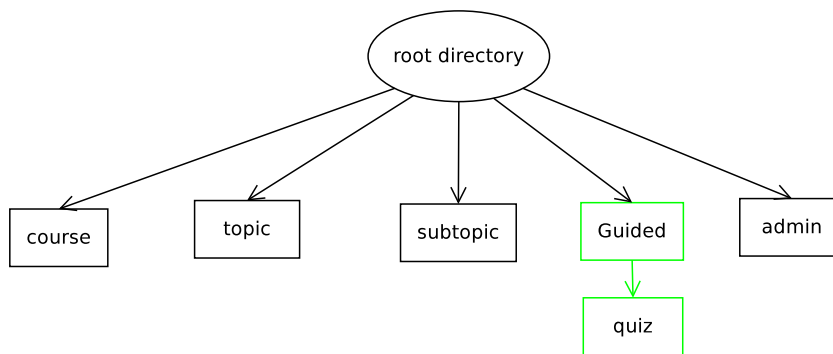 root directory
course
topic
subtopic
Guided
admin
quiz